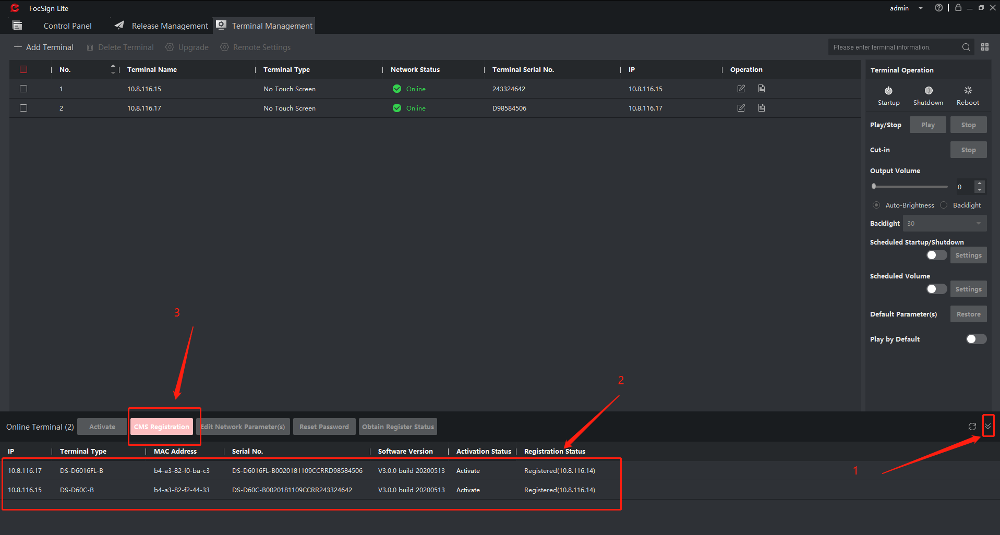 FocSign Lite
admin
Control Panel
Release Management
Terminal Management
Add Terminal
Delete Terminal
Upgrade
Remote Settings
Please enter terminal information.
No. Terminal Name Terminal Type Network Status Terminal Serial No. IP Operation
1 10.8.116.15 No Touch Screen Online 243324642 10.8.116.15
2 10.8.116.17 No Touch Screen Online D98584506 10.8.116.17
Terminal Operation
Startup Shutdown Reboot
Play/Stop Play Stop
Cut-in Stop
Output Volume
0
Auto-Brightness Backlight
Backlight 30
Scheduled Startup/Shutdown
Settings
Scheduled Volume
Settings
Default Parameter(s) Restore
Play by Default
3
2
1
Online Terminal (2) Activate CMS Registration Edit Network Parameter(s) Reset Password Obtain Register Status
IP Terminal Type MAC Address Serial No. Software Version Activation Status Registration Status
10.8.116.17 DS-D6016FL-B b4-a3-82-f0-ba-c3 DS-D6016FL-B0020181109CCRRD98584506 V3.0.0 build 20200513 Activate Registered(10.8.116.14)
10.8.116.15 DS-D60C-B b4-a3-82-f2-44-33 DS-D60C-B0020181109CCRR243324642 V3.0.0 build 20200513 Activate Registered(10.8.116.14)